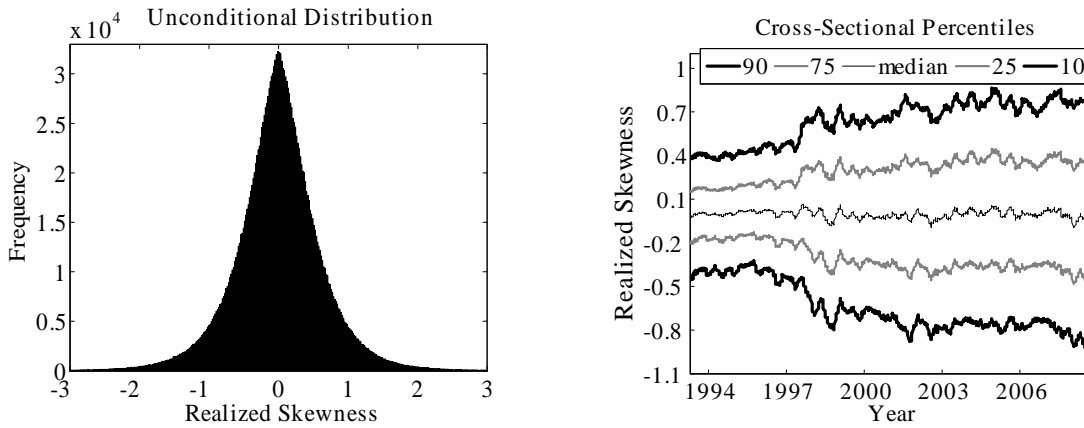 Unconditional Distribution
x 10^4
3
2.5
2
1.5
1
0.5
0
Frequency
-3 -2 -1 0 1 2 3
Realized Skewness
Cross-Sectional Percentiles
90 75 median 25 10
1
0.7
0.4
0.1
-0.2
-0.5
-0.8
-1.1
Realized Skewness
1994 1997 2000 2003 2006
Year